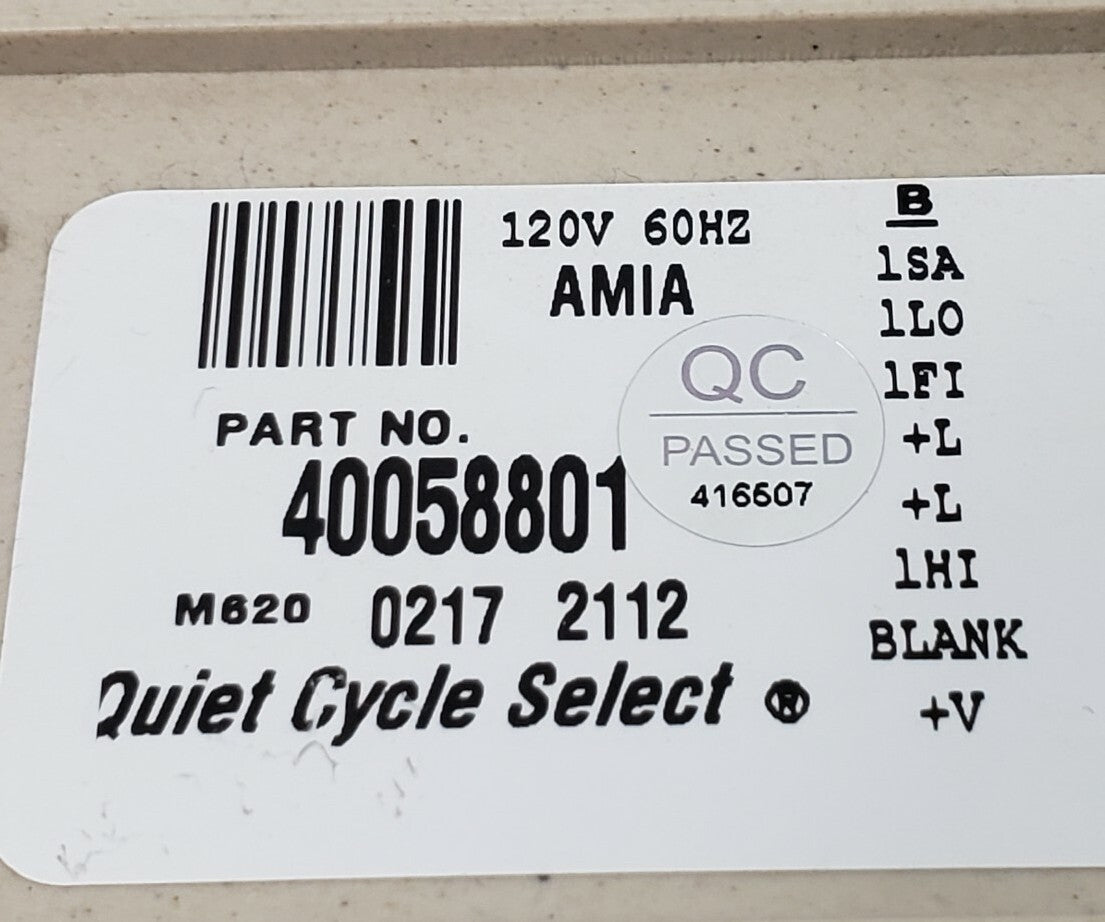 120V 60HZ
AMIA
PART NO.
40058801
M620 0217 2112
Quiet Cycle Select ®
QC
PASSED
416607
B
1SA
1LO
1FI
+L
+L
1HI
BLANK
+V